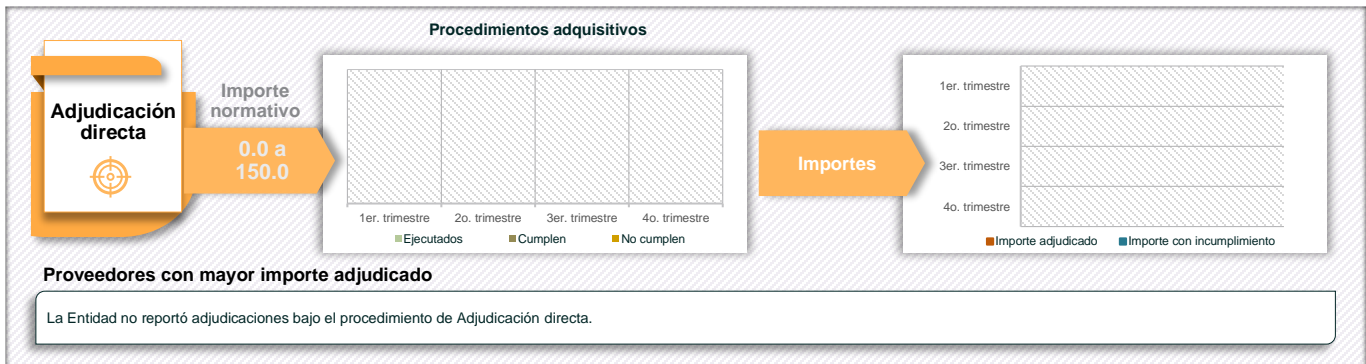 Procedimientos adquisitivos
Adjudicación
directa
Importe
normativo
0.0 a
150.0
1er. trimestre
2o. trimestre
3er. trimestre
4o. trimestre
Ejecutados
Cumplen
No cumplen
Importes
1er. trimestre
2o. trimestre
3er. trimestre
4o. trimestre
Importe adjudicado
Importe con incumplimiento
Proveedores con mayor importe adjudicado
La Entidad no reportó adjudicaciones bajo el procedimiento de Adjudicación directa.